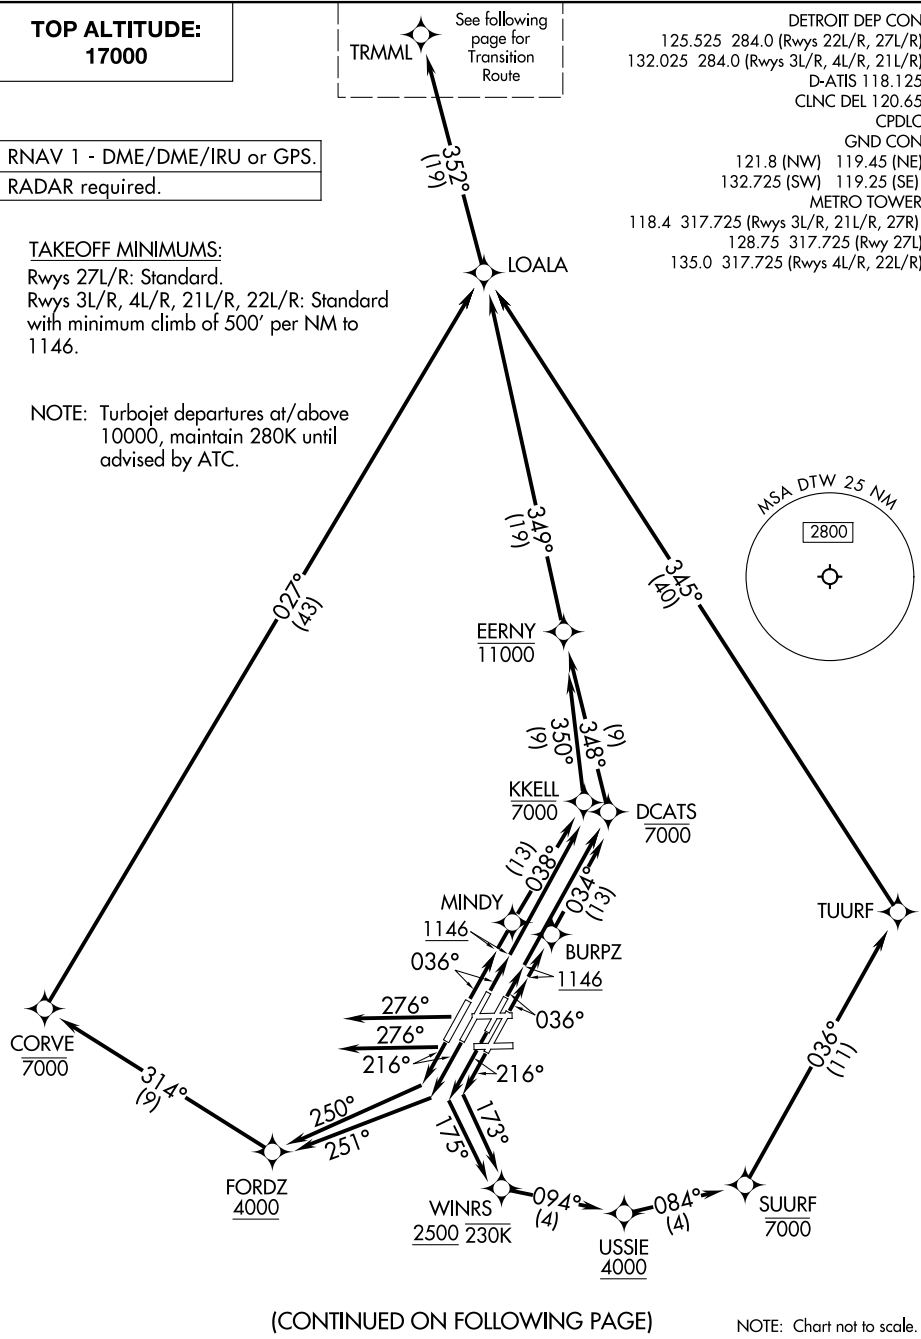 TOP ALTITUDE:
17000
TRMML
See following
page for
Transition
Route
DETROIT DEP CON
125.525 284.0 (Rwys 22L/R, 27L/R)
132.025 284.0 (Rwys 3L/R, 4L/R, 21L/R)
D-ATIS 118.125
CLNC DEL 120.65
CPDLC
GND CON
121.8 (NW) 119.45 (NE)
132.725 (SW) 119.25 (SE)
METRO TOWER
118.4 317.725 (Rwys 3L/R, 21L/R, 27R)
128.75 317.725 (Rwy 27L)
135.0 317.725 (Rwys 4L/R, 22L/R)
RNAV 1 - DME/DME/IRU or GPS.
RADAR required.
352°
(19)
TAKEOFF MINIMUMS:
Rwys 27L/R: Standard.
Rwys 3L/R, 4L/R, 21L/R, 22L/R: Standard
with minimum climb of 500' per NM to
1146.
LOALA
NOTE: Turbojet departures at/above
10000, maintain 280K until
advised by ATC.
MSA DTW 25 NM
2800
349°
(19)
345°
(40)
027°
(43)
EERNY
11000
350°
(9)
348°
(9)
KKELL
7000
DCATS
7000
038°
(13)
034°
(13)
MINDY
1146
BURPZ
1146
TUURF
036°
036°
276°
276°
216°
216°
CORVE
7000
314°
(9)
250°
251°
175°
173°
036°
(11)
FORDZ
4000
WINRS
2500 230K
094°
(4)
084°
(4)
USSIE
4000
SUURF
7000
(CONTINUED ON FOLLOWING PAGE)
NOTE: Chart not to scale.